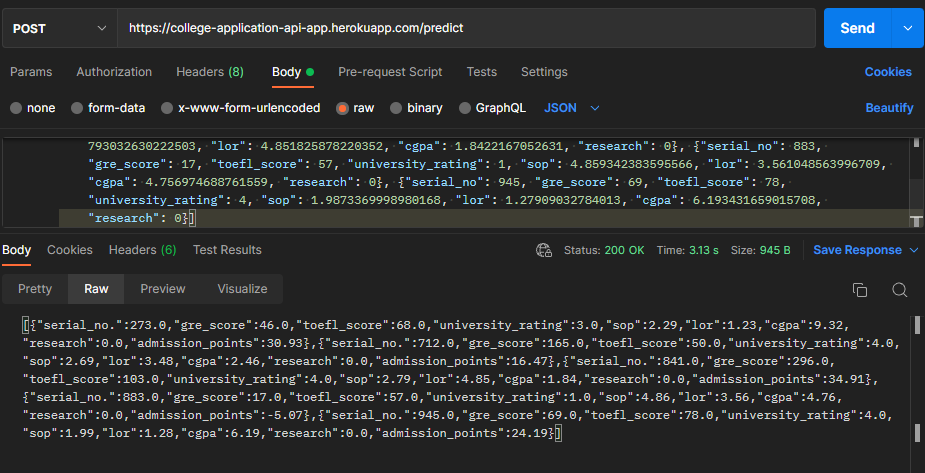 POST https://college-application-api-app.herokuapp.com/predict Send
Params Authorization Headers (8) Body Pre-request Script Tests Settings Cookies
none form-data x-www-form-urlencoded raw binary GraphQL JSON Beautify
793032630222503, "lor": 4.851825878220352, "cgpa": 1.8422167052631, "research": 0}, {"serial_no": 883,
"gre_score": 17, "toefl_score": 57, "university_rating": 1, "sop": 4.859342383595566, "lor": 3.561048563996709,
"cgpa": 4.756974688761559, "research": 0}, {"serial_no": 945, "gre_score": 69, "toefl_score": 78,
"university_rating": 4, "sop": 1.9873369998980168, "lor": 1.27909032784013, "cgpa": 6.193431659015708,
"research": 0}]
Body Cookies Headers (6) Test Results Status: 200 OK Time: 3.13 s Size: 945 B Save Response
Pretty Raw Preview Visualize
[{"serial_no.":273.0,"gre_score":46.0,"toefl_score":68.0,"university_rating":3.0,"sop":2.29,"lor":1.23,"cgpa":9.32,
"research":0.0,"admission_points":30.93},{"serial_no.":712.0,"gre_score":165.0,"toefl_score":50.0,"university_rating":4.0,
"sop":2.69,"lor":3.48,"cgpa":2.46,"research":0.0,"admission_points":16.47},{"serial_no.":841.0,"gre_score":296.0,
"toefl_score":103.0,"university_rating":4.0,"sop":2.79,"lor":4.85,"cgpa":1.84,"research":0.0,"admission_points":34.91},
{"serial_no.":883.0,"gre_score":17.0,"toefl_score":57.0,"university_rating":1.0,"sop":4.86,"lor":3.56,"cgpa":4.76,
"research":0.0,"admission_points":-5.07},{"serial_no.":945.0,"gre_score":69.0,"toefl_score":78.0,"university_rating":4.0,
"sop":1.99,"lor":1.28,"cgpa":6.19,"research":0.0,"admission_points":24.19}]